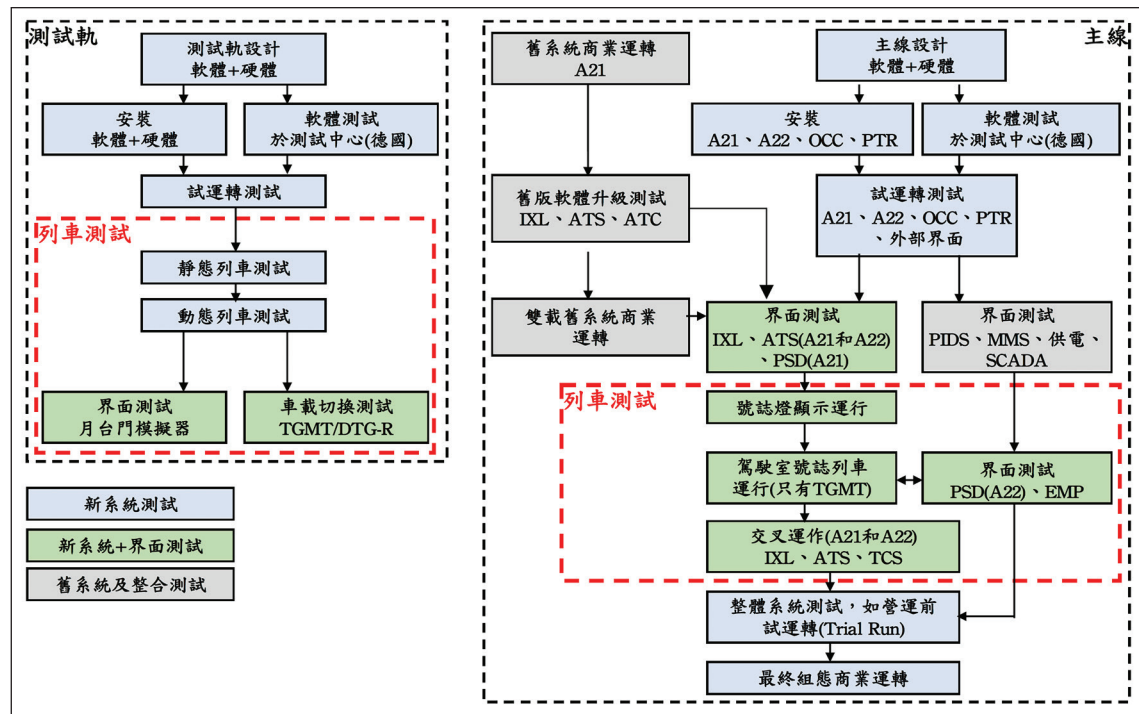 測試軌
測試軌設計
軟體+硬體
安裝
軟體+硬體
軟體測試
於測試中心(德國)
試運轉測試
列車測試
靜態列車測試
動態列車測試
界面測試
月台門模擬器
車載切換測試
TGMT/DTG-R
新系統測試
新系統+界面測試
舊系統及整合測試
主線
舊系統商業運轉
A21
主線設計
軟體+硬體
安裝
A21、A22、OCC、PTR
軟體測試
於測試中心(德國)
舊版軟體升級測試
IXL、ATS、ATC
試運轉測試
A21、A22、OCC、PTR
、外部界面
雙載舊系統商業
運轉
界面測試
IXL、ATS(A21和A22)
、PSD(A21)
界面測試
PIDS、MMS、供電、
SCADA
列車測試
號誌燈顯示運行
駕駛室號誌列車
運行(只有TGMT)
界面測試
PSD(A22)、EMP
交叉運作(A21和A22)
IXL、ATS、TCS
整體系統測試，如營運前
試運轉(Trial Run)
最終組態商業運轉